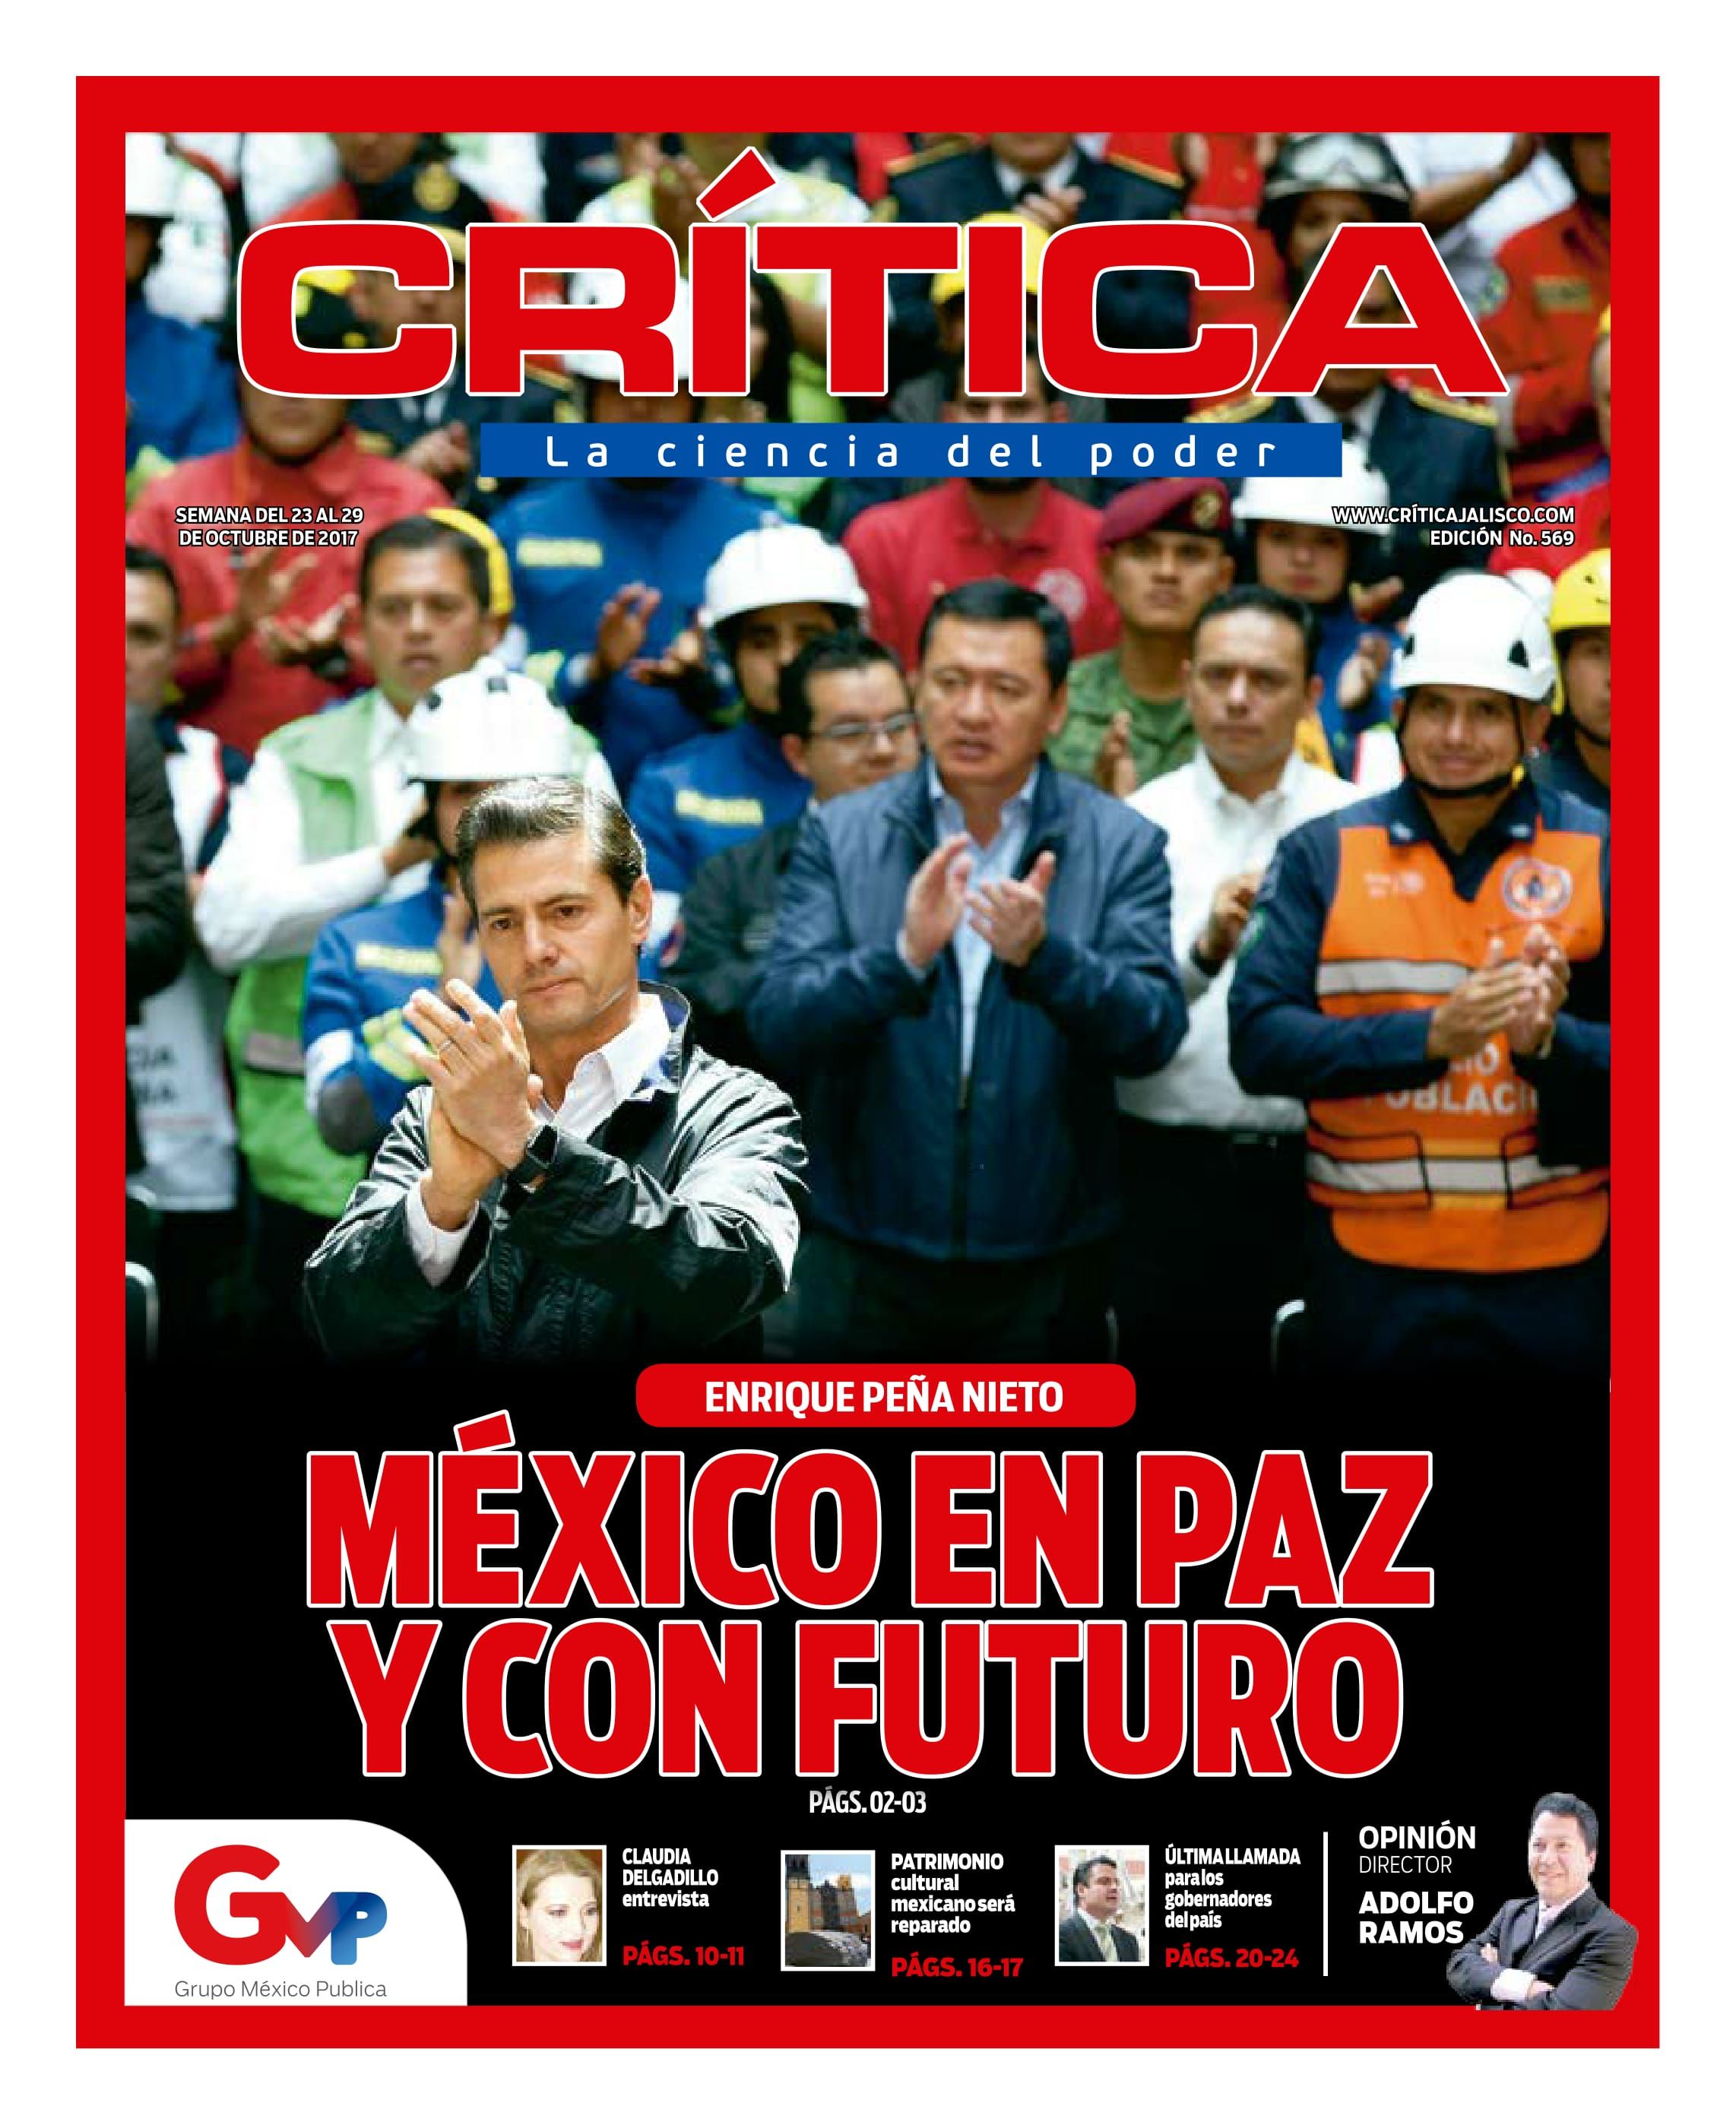 CRÍTICA
La ciencia del poder
SEMANA DEL 23 AL 29
DE OCTUBRE DE 2017
WWW.CRÍTICAJALISCO.COM
EDICIÓN No. 569
ENRIQUE PEÑA NIETO
MÉXICO EN PAZ
Y CON FUTURO
PÁGS. 02-03
GMP
Grupo México Publica
CLAUDIA
DELGADILLO
entrevista
PÁGS. 10-11
PATRIMONIO
cultural
mexicano será
reparado
PÁGS. 16-17
ÚLTIMA LLAMADA
para los
gobernadores
del país
PÁGS. 20-24
OPINIÓN
DIRECTOR
ADOLFO
RAMOS